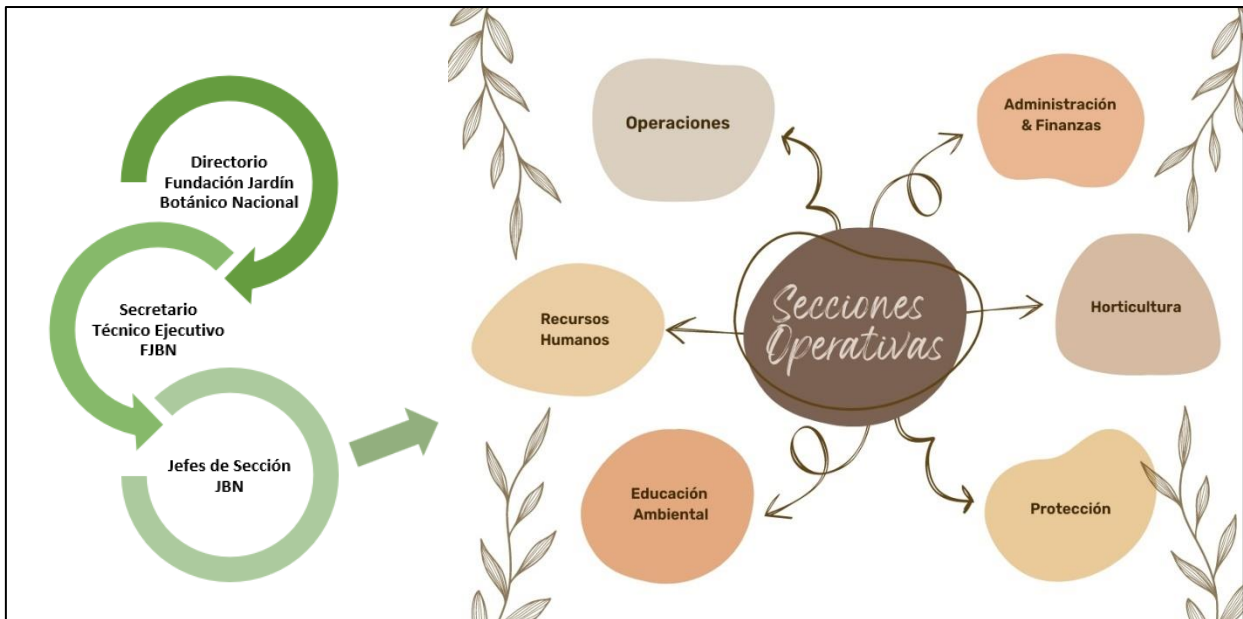 Directorio
Fundación Jardín
Botánico Nacional
Secretario
Técnico Ejecutivo
FJBN
Jefes de Sección
JBN
Operaciones
Administración
& Finanzas
Recursos
Humanos
Secciones
Operativas
Horticultura
Educación
Ambiental
Protección